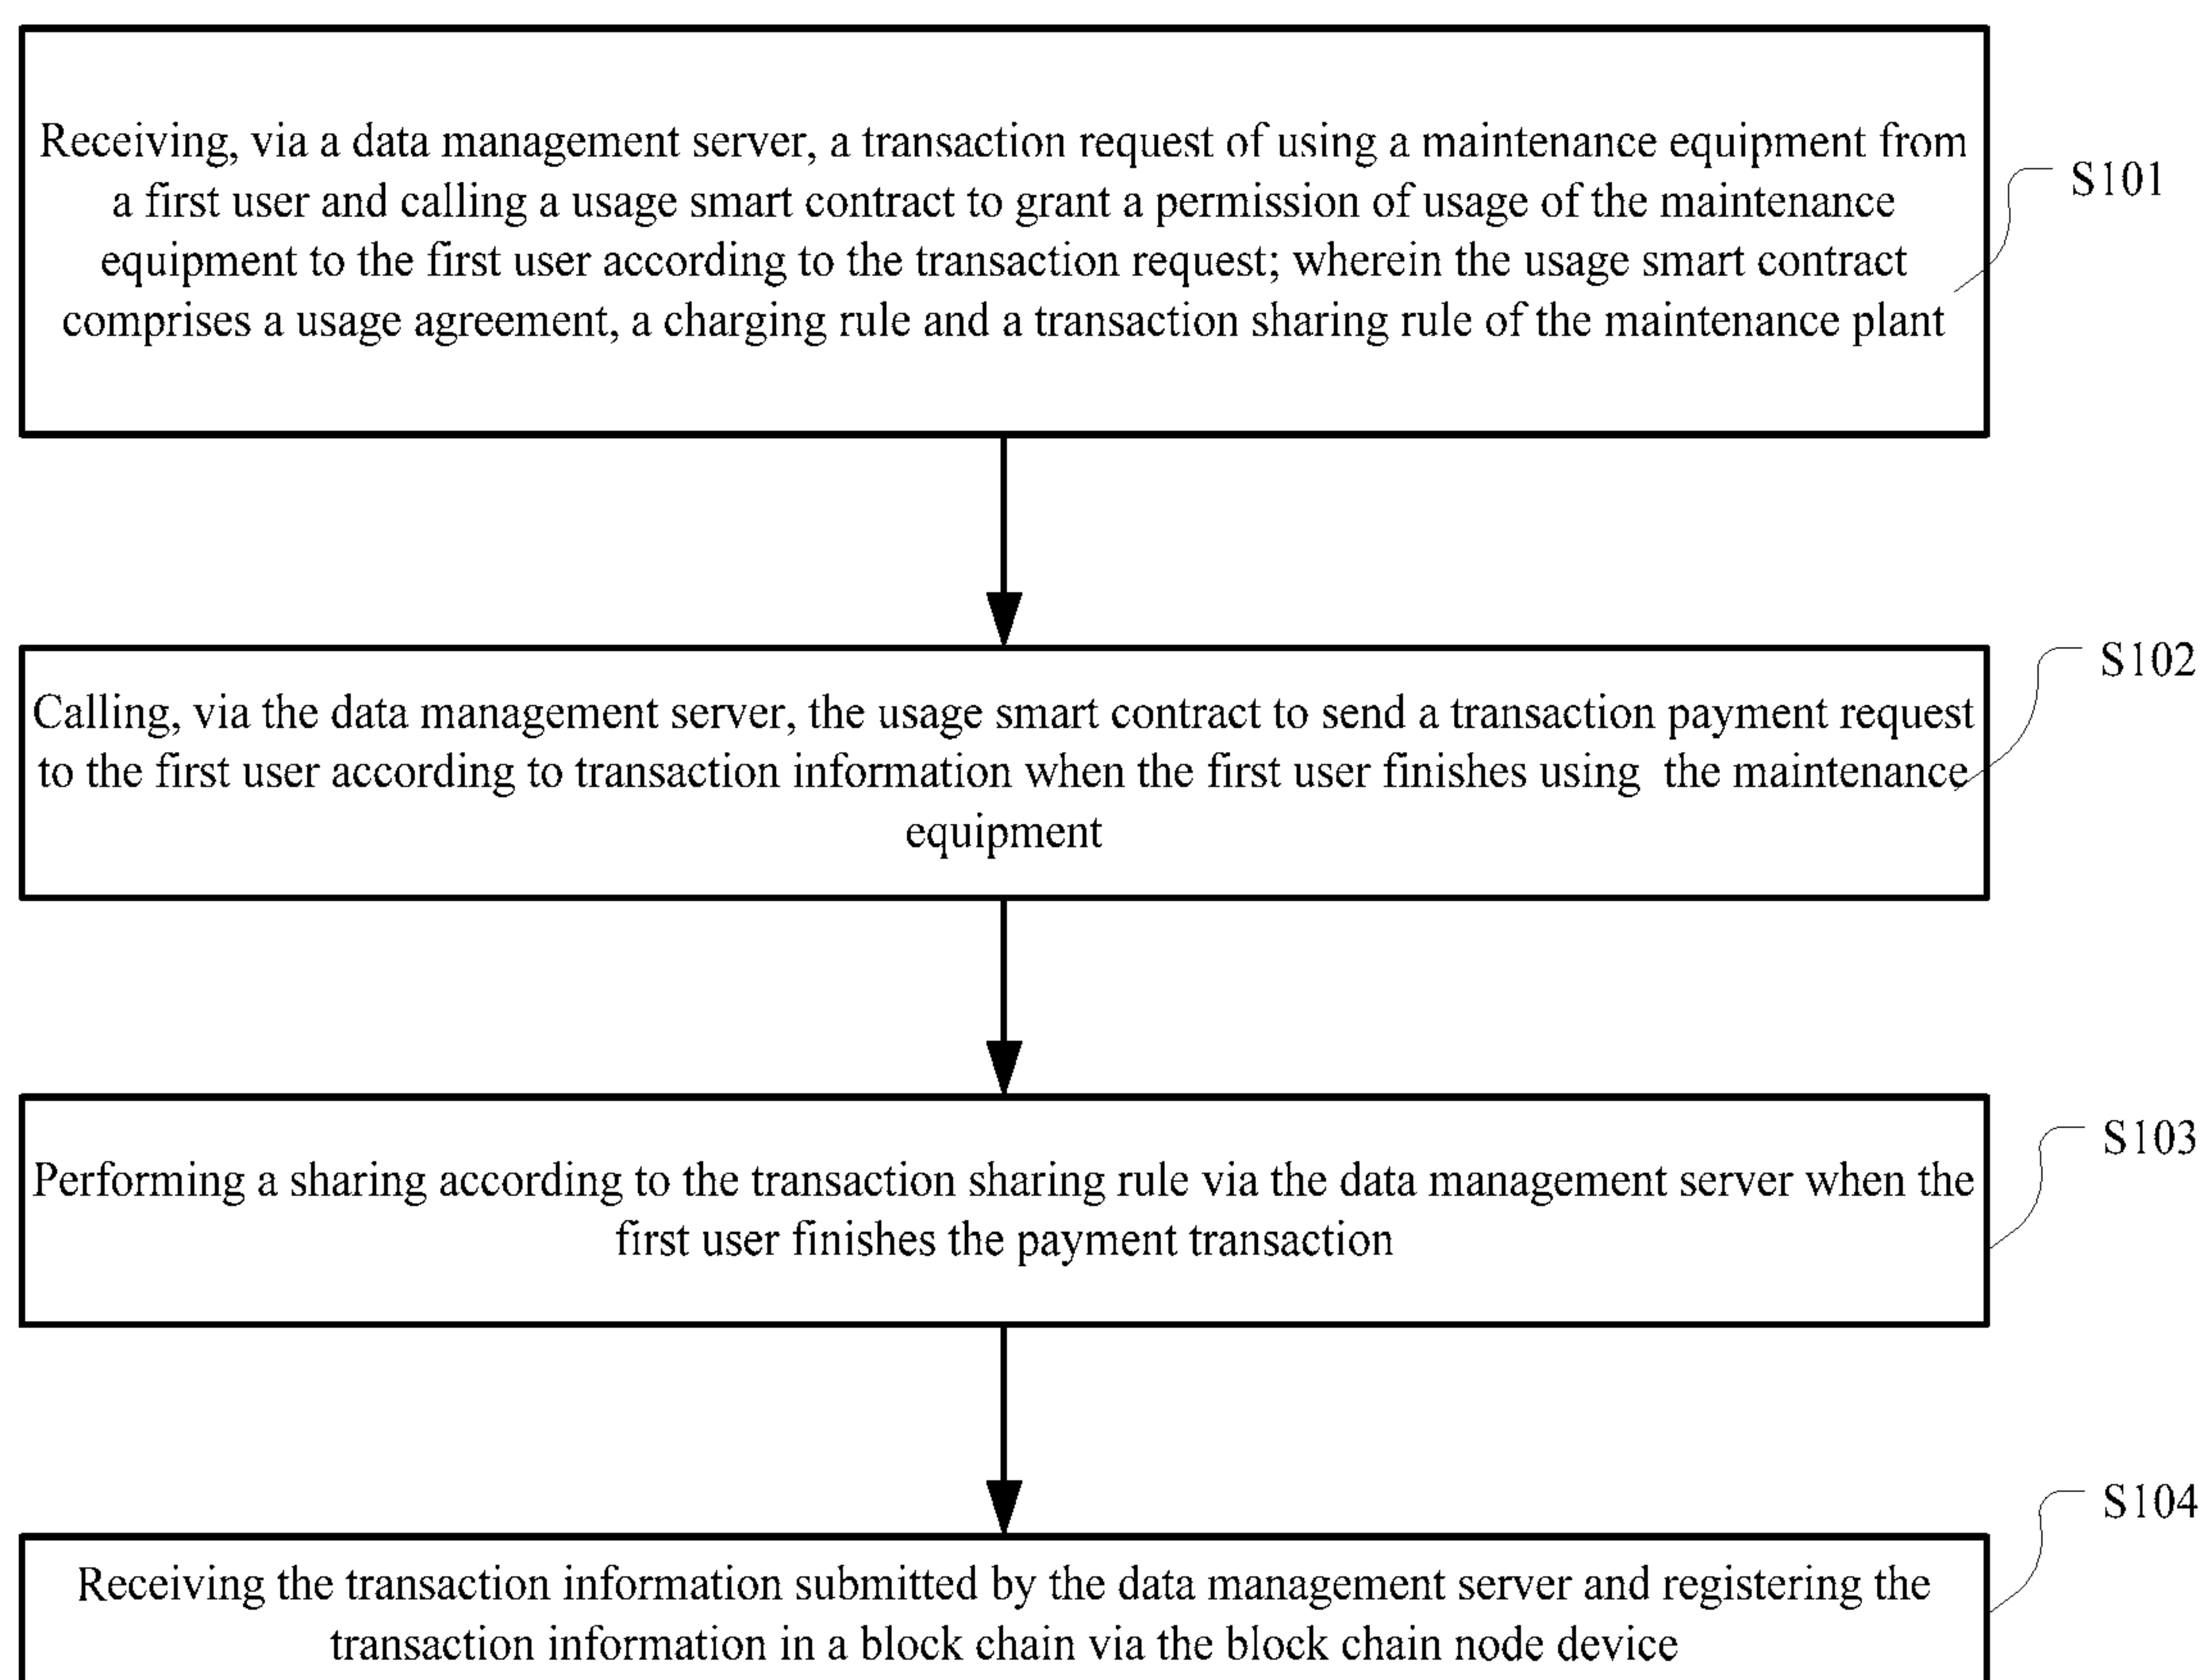 Receiving, via a data management server, a transaction request of using a maintenance equipment from
a first user and calling a usage smart contract to grant a permission of usage of the maintenance
equipment to the first user according to the transaction request; wherein the usage smart contract
comprises a usage agreement, a charging rule and a transaction sharing rule of the maintenance plant
S101
Calling, via the data management server, the usage smart contract to send a transaction payment request
to the first user according to transaction information when the first user finishes using the maintenance
equipment
S102
Performing a sharing according to the transaction sharing rule via the data management server when the
first user finishes the payment transaction
S103
Receiving the transaction information submitted by the data management server and registering the
transaction information in a block chain via the block chain node device
S104